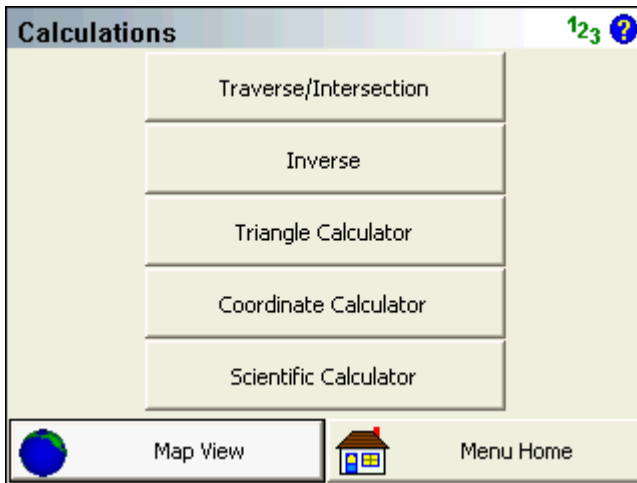 Calculations
123 ?
Traverse/Intersection
Inverse
Triangle Calculator
Coordinate Calculator
Scientific Calculator
Map View
Menu Home